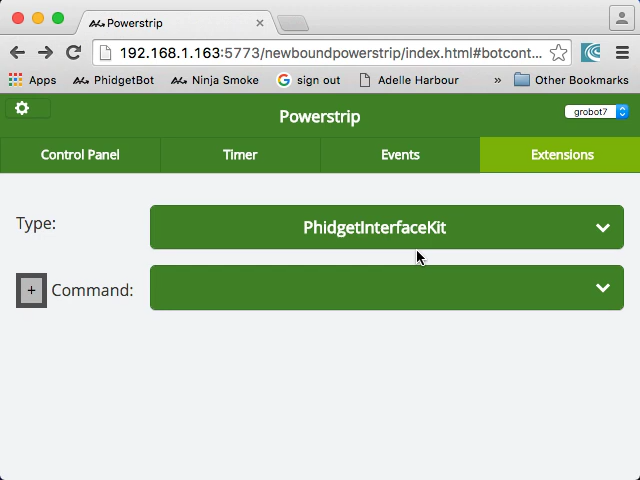 Powerstrip
192.168.1.163:5773/newboundpowerstrip/index.html#botcont...
Apps PhidgetBot Ninja Smoke sign out Adelle Harbour » Other Bookmarks
Powerstrip
grobot7
Control Panel Timer Events Extensions
Type: PhidgetInterfaceKit
+ Command: